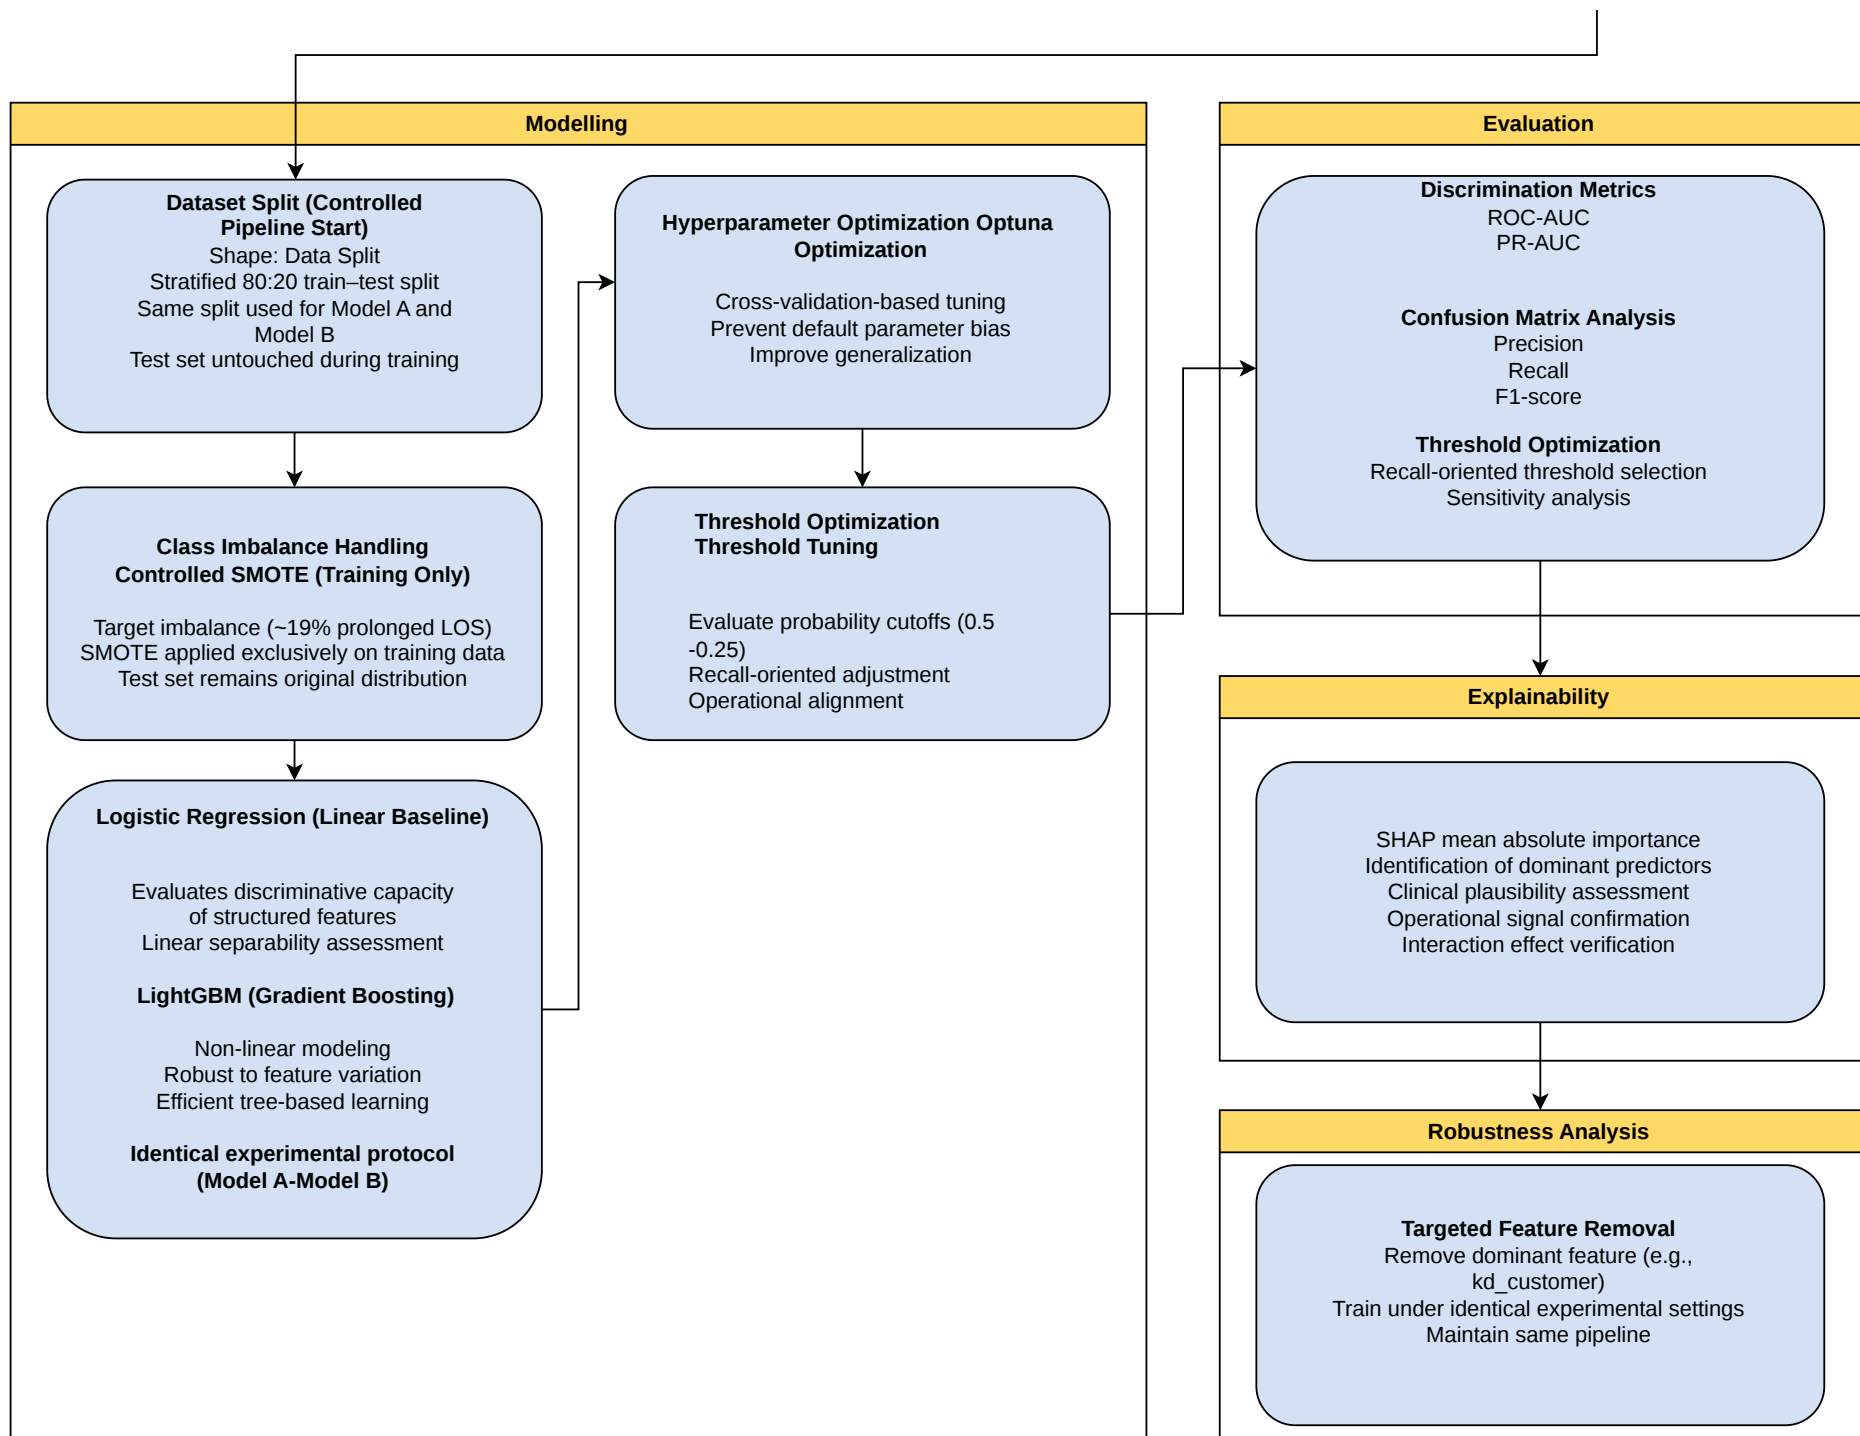 Modelling
Dataset Split (Controlled
Pipeline Start)
Shape: Data Split
Stratified 80:20 train–test split
Same split used for Model A and
Model B
Test set untouched during training
Class Imbalance Handling
Controlled SMOTE (Training Only)
Target imbalance (~19% prolonged LOS)
SMOTE applied exclusively on training data
Test set remains original distribution
Logistic Regression (Linear Baseline)
Evaluates discriminative capacity
of structured features
Linear separability assessment
LightGBM (Gradient Boosting)
Non-linear modeling
Robust to feature variation
Efficient tree-based learning
Identical experimental protocol
(Model A-Model B)
Hyperparameter Optimization Optuna
Optimization
Cross-validation-based tuning
Prevent default parameter bias
Improve generalization
Threshold Optimization
Threshold Tuning
Evaluate probability cutoffs (0.5
-0.25)
Recall-oriented adjustment
Operational alignment
Evaluation
Discrimination Metrics
ROC-AUC
PR-AUC
Confusion Matrix Analysis
Precision
Recall
F1-score
Threshold Optimization
Recall-oriented threshold selection
Sensitivity analysis
Explainability
SHAP mean absolute importance
Identification of dominant predictors
Clinical plausibility assessment
Operational signal confirmation
Interaction effect verification
Robustness Analysis
Targeted Feature Removal
Remove dominant feature (e.g.,
kd_customer)
Train under identical experimental settings
Maintain same pipeline